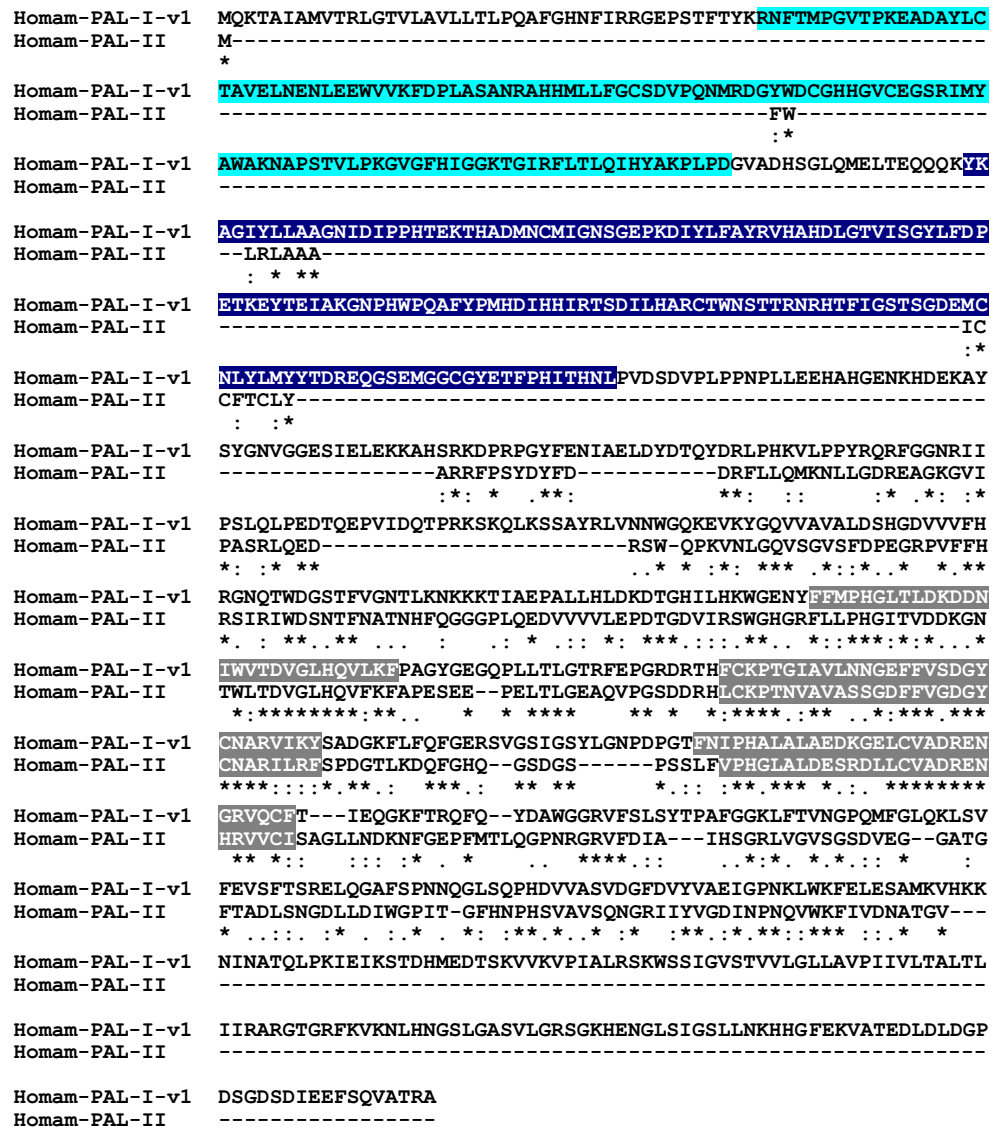 Homam-PAL-I-v1  MQKTAIAMVTRLGTVLAVLLTLPQAFGHNFIRRGEPSTFTYKRNFTMPGVTPKEADAYLC
Homam-PAL-II    M-----------------------------------------------------------
                *
Homam-PAL-I-v1  TAVELNENLEEWVVKFDPLASANRAHHMLLFGCSDVPQNMRDGYWDCGHHGVCEGSRIMY
Homam-PAL-II    -------------------------------------------FW---------------
                                                           :*
Homam-PAL-I-v1  AWAKNAPSTVLPKGVGFHIGGKTGIRFLTLQIHYAKPLPDGVADHSGLQMELTEQQQKYK
Homam-PAL-II    ------------------------------------------------------------
Homam-PAL-I-v1  AGIYLLAAGNIDIPPHTEKTHADMNCMIGNSGEPKDIYLFAYRVHAHDLGTVISGYLFDP
Homam-PAL-II    --LRLAAA----------------------------------------------------
                  : * **
Homam-PAL-I-v1  ETKEYTEIAKGNPHWPQAFYPMHDIHHIRTSDILHARCTWNSTTRNRHTFIGSTSGDEMC
Homam-PAL-II    ----------------------------------------------------------IC
                                                                          :*
Homam-PAL-I-v1  NLYLMYYTDREQGSEMGGCGYETFPHITHNLPVDSDVPLPPNPLLEEHAHGENKHDEKAY
Homam-PAL-II    CFTCLY------------------------------------------------------
                 :  :*
Homam-PAL-I-v1  SYGNVGGESIELEKKAHSRKDPRPGYFENIAELDYDTQYDRLPHKVLPPYRQRFGGNRII
Homam-PAL-II    -----------------ARRFPSYDYFD-----------DRFLLQMKNLLGDREAGKGVI
                                 :*: *  .**:           **:  ::      :* .*: :*
Homam-PAL-I-v1  PSLQLPEDTQEPVIDQTPRKSKQLKSSAYRLVNNWGQKEVKYGQVVAVALDSHGDVVVFH
Homam-PAL-II    PASRLQED------------------------RSW-QPKVNLGQVSGVSFDPEGRPVFFH
                *: :* **                        ..* * :*: *** .*::*..*  *.**
Homam-PAL-I-v1  RGNQTWDGSTFVGNTLKNKKKTIAEPALLHLDKDTGHILHKWGENYFFMPHGLTLDKDDN
Homam-PAL-II    RSIRIWDSNTFNATNHFQGGGPLQEDVVVVLEPDTGDVIRSWGHGRFLLPHGITVDDKGN
                *. . **..**  ..   :    .: * .::: *: ***.::..**..  *.::***:*:*...*
Homam-PAL-I-v1  IWVTDVGLHQVLKFPAGYGEGQPLLTLGTRFEPGRDRTHFCKPTGIAVLNNGEFFVSDGY
Homam-PAL-II    TWLTDVGLHQVFKFAPESEE--PELTLGEAQVPGSDDRHLCKPTNVAVASSGDFFVGDGY
                 *:********:**..   *  * ****    ** *  *:****.:**  ..*:***.***
Homam-PAL-I-v1  CNARVIKYSADGKFLFQFGERSVGSIGSYLGNPDPGTFNIPHALALAEDKGELCVADREN
Homam-PAL-II    CNARILRFSPDGTLKDQFGHQ--GSDGS------PSSLFVPHGLALDESRDLLCVADREN
                ****::::*.**.:  ***.:  ** **      *.:: :**.*** *.:. ********
Homam-PAL-I-v1  GRVQCFT---IEQGKFTRQFQ--YDAWGGRVFSLSYTPAFGGKLFTVNGPQMFGLQKLSV
Homam-PAL-II    HRVVCISAGLLNDKNFGEPFMTLQGPNRGRVFDIA---IHSGRLVGVSGSDVEG--GATG
                 ** *::   ::: :* . *    ..  ****.::    ..*:*. *.*.:: *    :
Homam-PAL-I-v1  FEVSFTSRELQGAFSPNNQGLSQPHDVVASVDGFDVYVAEIGPNKLWKFELESAMKVHKK
Homam-PAL-II    FTADLSNGDLLDIWGPIT-GFHNPHSVAVSQNGRIIYVGDINPNQVWKFIVDNATGV---
                * ..::. :* . :.* . *: :**.*..* :*  :**.:.*.**::*** ::.*  *
Homam-PAL-I-v1  NINATQLPKIEIKSTDHMEDTSKVVKVPIALRSKWSSIGVSTVVLGLLAVPIIVLTALTL
Homam-PAL-II    ------------------------------------------------------------
Homam-PAL-I-v1  IIRARGTGRFKVKNLHNGSLGASVLGRSGKHENGLSIGSLLNKHHGFEKVATEDLDLDGP
Homam-PAL-II    ------------------------------------------------------------
Homam-PAL-I-v1  DSGDSDIEEFSQVATRA
Homam-PAL-II    -----------------